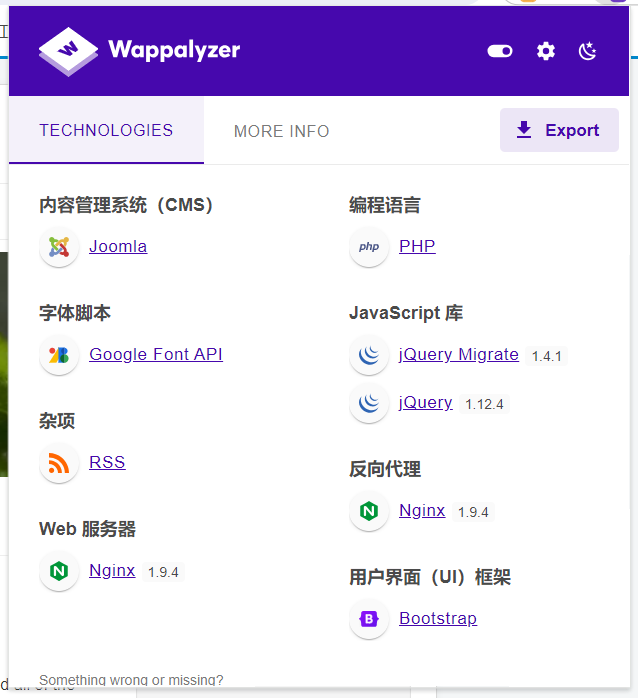 Wappalyzer
TECHNOLOGIES
MORE INFO
Export
内容管理系统（CMS）
Joomla
字体脚本
Google Font API
杂项
RSS
Web 服务器
Nginx 1.9.4
编程语言
php PHP
JavaScript 库
jQuery Migrate 1.4.1
jQuery 1.12.4
反向代理
Nginx 1.9.4
用户界面（UI）框架
B Bootstrap
Something wrong or missing?